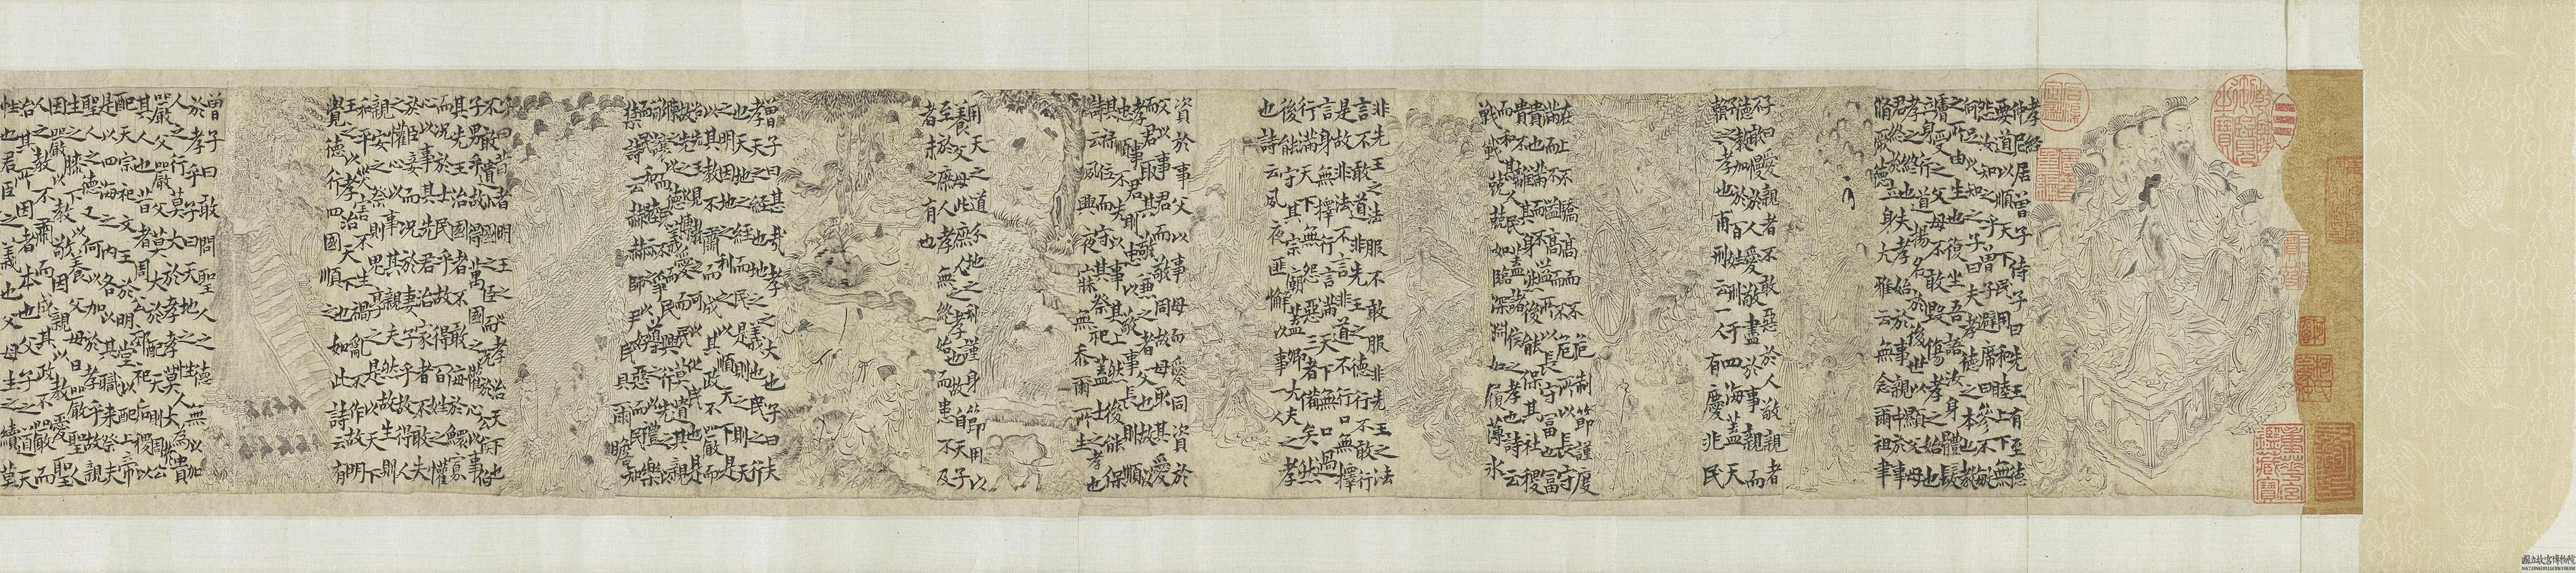 孝經
仲尼居曾子侍子曰先王有至德
要道以順天下民用和睦上下無
怨汝知之乎曾子避席曰參不敏
何足以知之子曰夫孝德之本也教
之所由生也復坐吾語汝身體髮
膚受之父母不敢毀傷孝之始也
立身行道揚名於後世以顯父母
孝之終也夫孝始於事親中於事
君終於立身大雅云無念爾祖聿
脩厥德
子曰愛親者不敢惡於人敬親者
不敢慢於人愛敬盡於事親而
德教加於百姓刑于四海蓋天
子之孝也甫刑云一人有慶兆民
賴之
在上不驕高而不危制節謹度
滿而不溢高而不危所以長守
貴也滿而不溢所以長守富也富
貴不離其身然後能保其社稷
而和其民人蓋諸侯之孝也詩云
戰戰兢兢如臨深淵如履薄冰
非先王之法服不敢服非先王之法
言不敢道非先王之德行不敢行
是故非法不言非道不行口無擇
言身無擇行言滿天下無口過
行滿天下無怨惡三者備矣然
後能守其宗廟蓋卿大夫之孝
也詩云夙夜匪懈以事一人
資於事父以事母而愛同資於
事父以事君而敬同故母取其愛
而君取其敬兼之者父也故以
孝事君則忠以敬事長則順
忠順不失以事其上然後能保
其祿位而守其祭祀蓋士之孝也
詩云夙興夜寐無忝爾所生
用天之道分地之利謹身節用以
養父母此庶人之孝也故自天子
至於庶人孝無終始而患不及
者未之有也
曾子曰甚哉孝之大也子曰夫
孝天之經也地之義也民之行
也天地之經而民是則之則天
之明因地之利以順天下是
以其教不肅而成其政不嚴而
治先王見教之可以化民也是
故先之以博愛而民莫遺其親
陳之以德義而民興行先之以
敬讓而民不爭導之以禮樂
而民和睦示之以好惡而民知
禁詩云赫赫師尹民具爾瞻
子曰昔者明王之以孝治天下也
不敢遺小國之臣而況於公侯伯
子男乎故得萬國之懽心以事
其先王治國者不敢侮於鰥寡
而況於士民乎故得百姓之懽
心以事其先君治家者不敢失
於臣妾而況於妻子乎故得人
之懽心以事其親夫然故生則
親安之祭則鬼享之是以天下
和平災害不生禍亂不作故明
王之以孝治天下也如此詩云有
覺德行四國順之
曾子曰敢問聖人之德無以加
於孝乎子曰天地之性人為貴
人之行莫大於孝孝莫大於
嚴父嚴父莫大於配天則周公
其人也昔者周公郊祀后稷以
配天宗祀文王於明堂以配上帝
是以四海之內各以其職來祭夫
聖人之德又何以加於孝乎故親
生之膝下以養父母日嚴聖人
因嚴以教敬因親以教愛聖
人之教不肅而成其政不嚴而
治其所因者本也父子之道天
性也君臣之義也父母生之續莫
國立故宮博物院